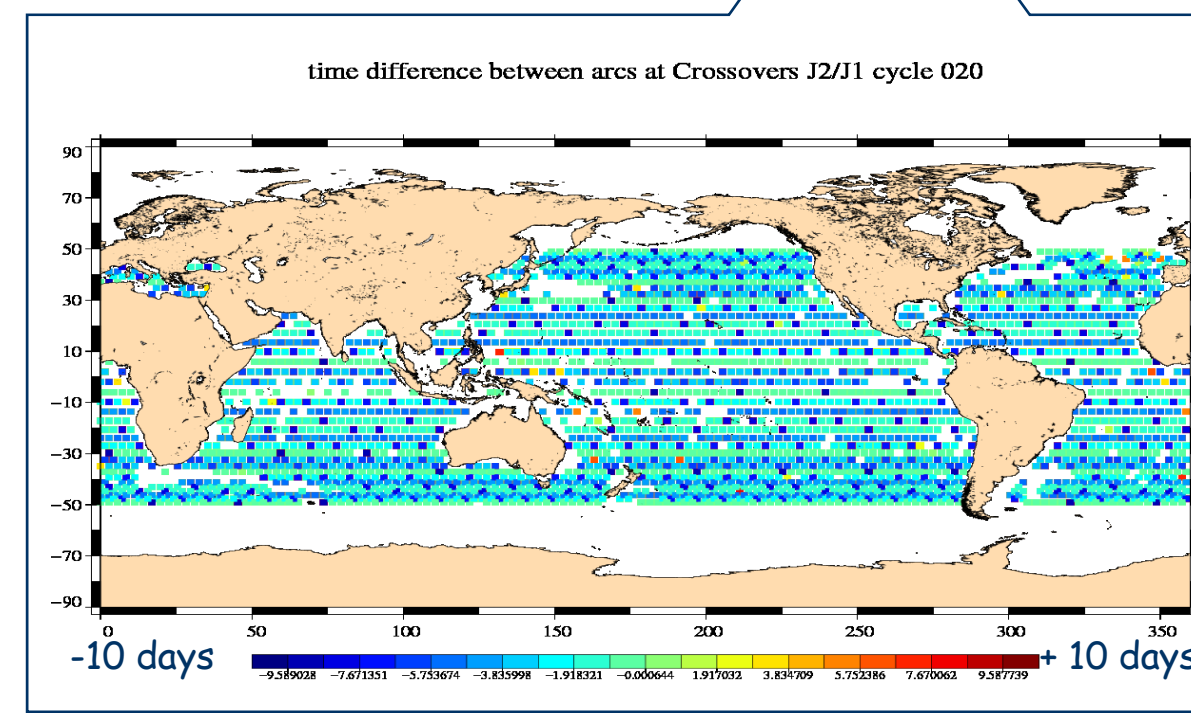 time difference between arcs at Crossovers J2/J1 cycle 020
90
70
50
30
10
−10
−30
−50
−70
−90
0 50 100 150 200 250 300 350
-10 days + 10 days
−9.589028 −7.671351 −5.753674 −3.835998 −1.918321 −0.000644 1.917032 3.834709 5.752386 7.670062 9.587739